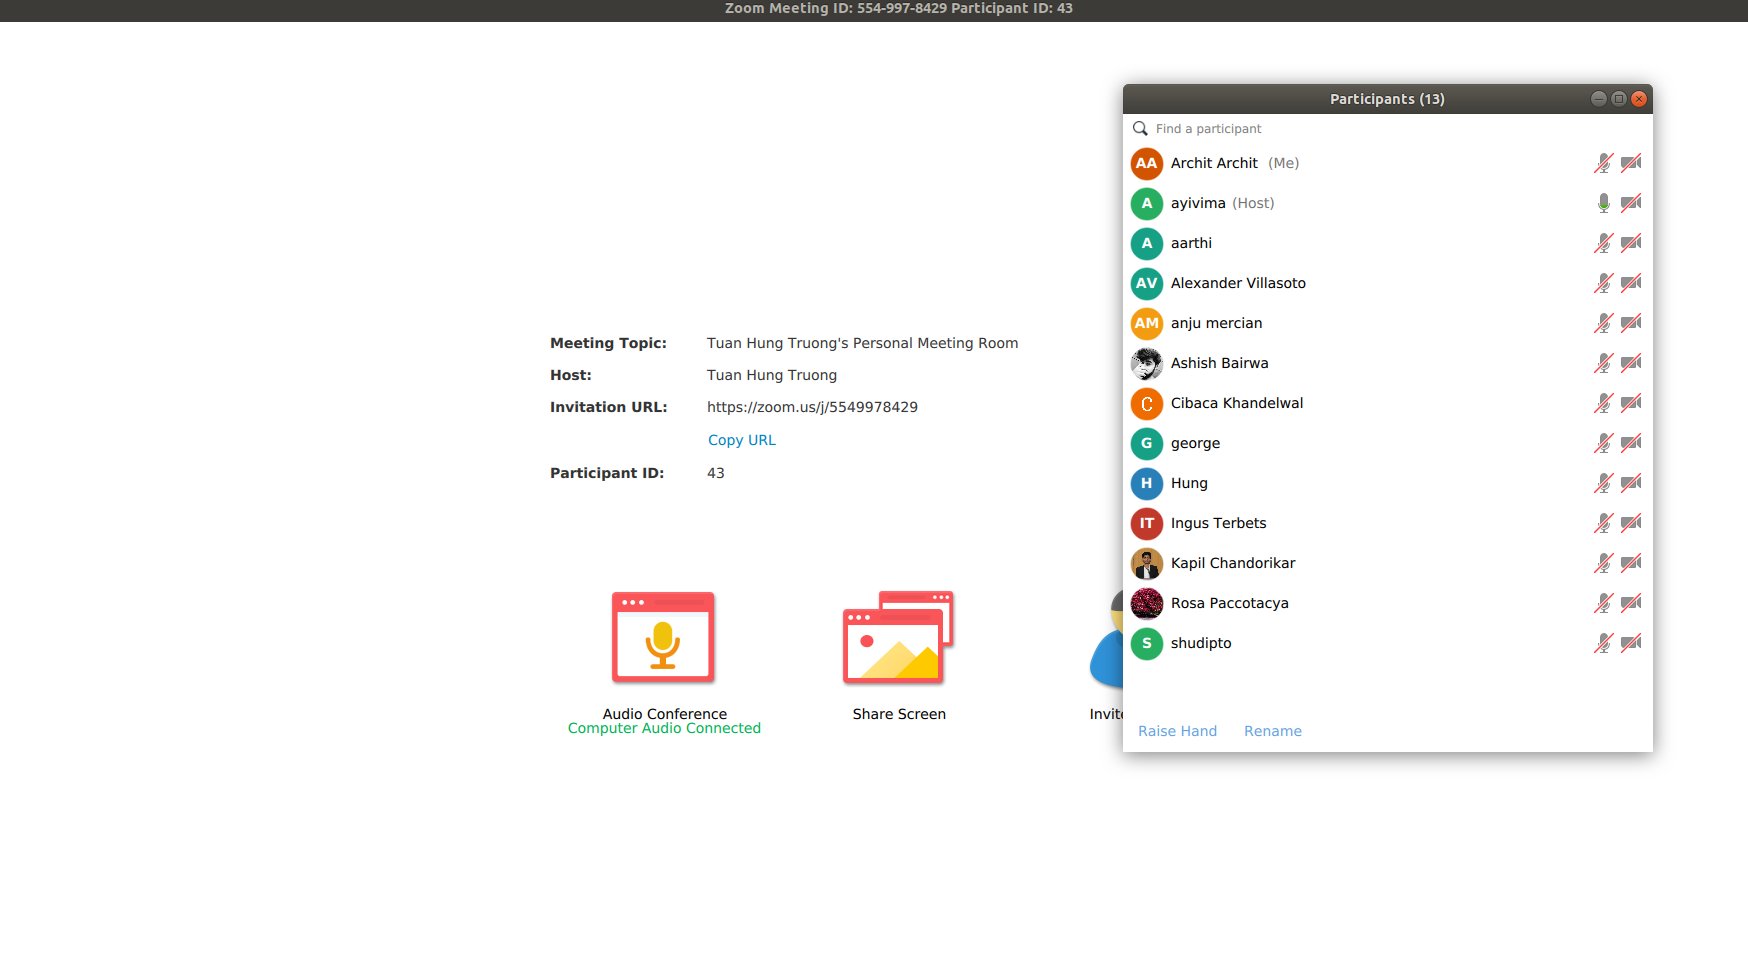 Zoom Meeting ID: 554-997-8429 Participant ID: 43
Meeting Topic: Tuan Hung Truong's Personal Meeting Room
Host: Tuan Hung Truong
Invitation URL: https://zoom.us/j/5549978429
Copy URL
Participant ID: 43
Audio Conference
Computer Audio Connected
Share Screen
Participants (13)
Find a participant
AA Archit Archit (Me)
A ayivima (Host)
A aarthi
AV Alexander Villasoto
AM anju mercian
Ashish Bairwa
C Cibaca Khandelwal
G george
H Hung
IT Ingus Terbets
Kapil Chandorikar
Rosa Paccotacya
S shudipto
Raise Hand Rename